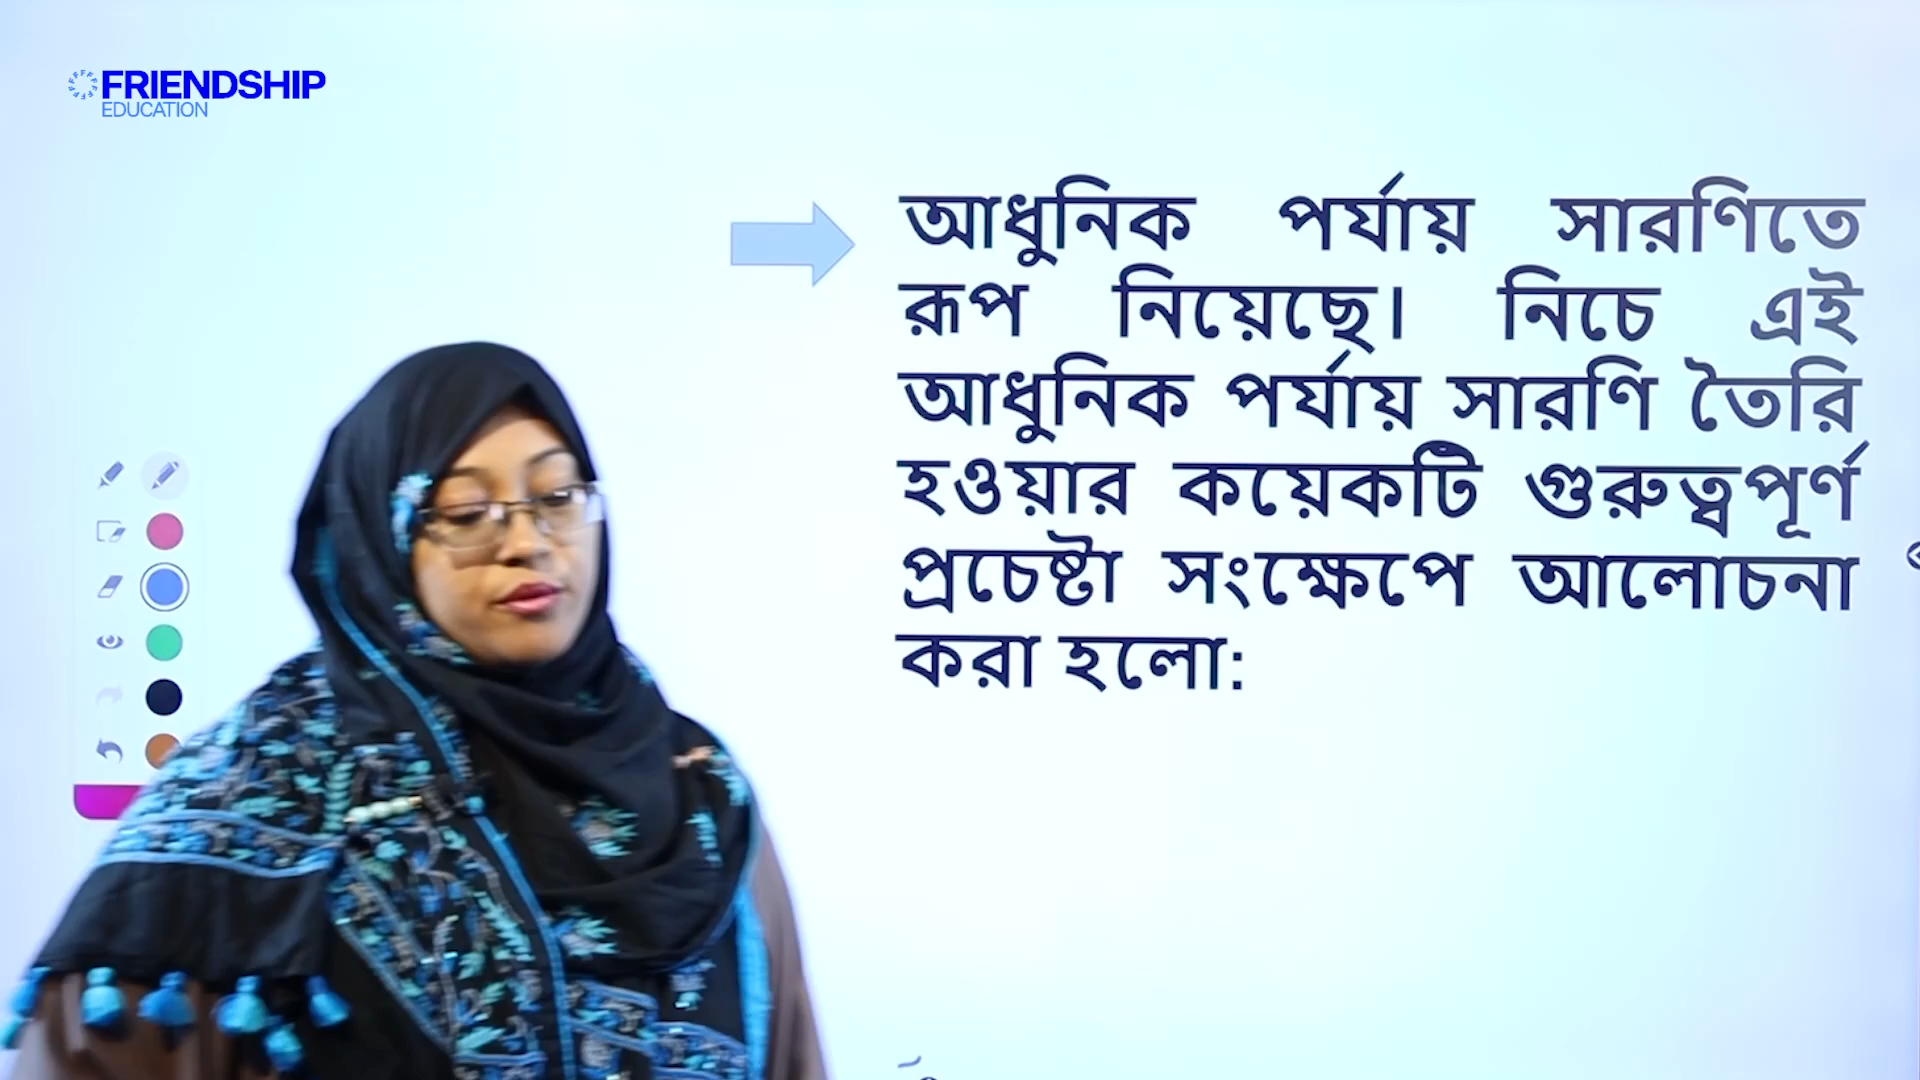 FRIENDSHIP
EDUCATION
আধুনিক পর্যায় সারণিতে
রূপ নিয়েছে। নিচে এই
আধুনিক পর্যায় সারণি তৈরি
হওয়ার কয়েকটি গুরুত্বপূর্ণ
প্রচেষ্টা সংক্ষেপে আলোচনা
করা হলো: